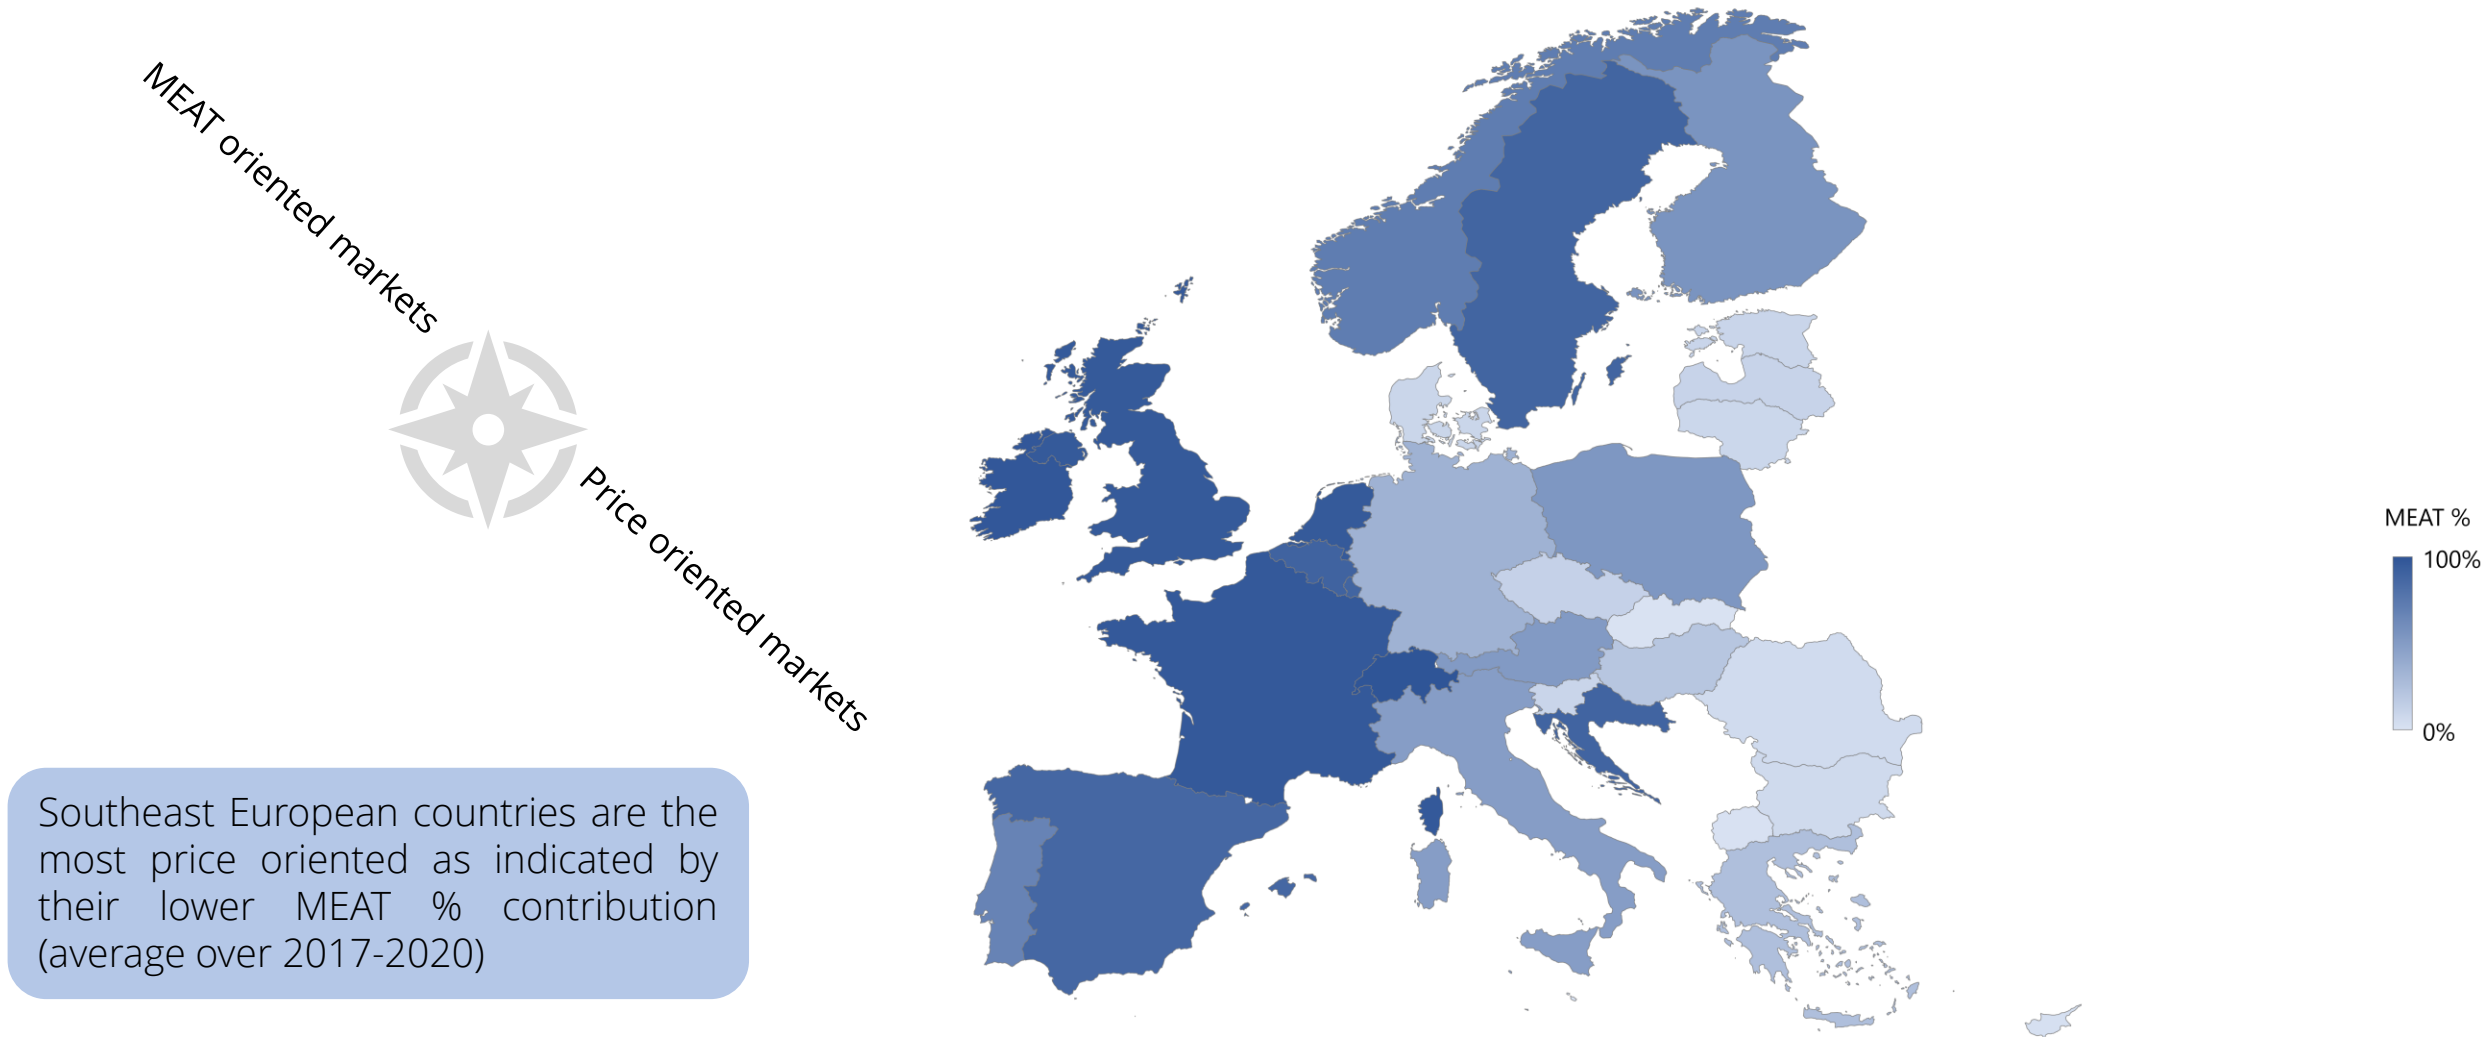 MEAT oriented markets
Price oriented markets
Southeast European countries are the
most price oriented as indicated by
their lower MEAT % contribution
(average over 2017-2020)
MEAT %
100%
0%